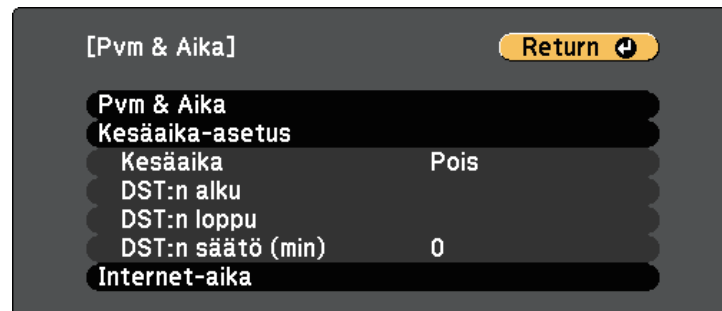 [Pvm & Aika]
Return
Pvm & Aika
Kesäaika-asetus
Kesäaika Pois
DST:n alku
DST:n loppu
DST:n säätö (min) 0
Internet-aika